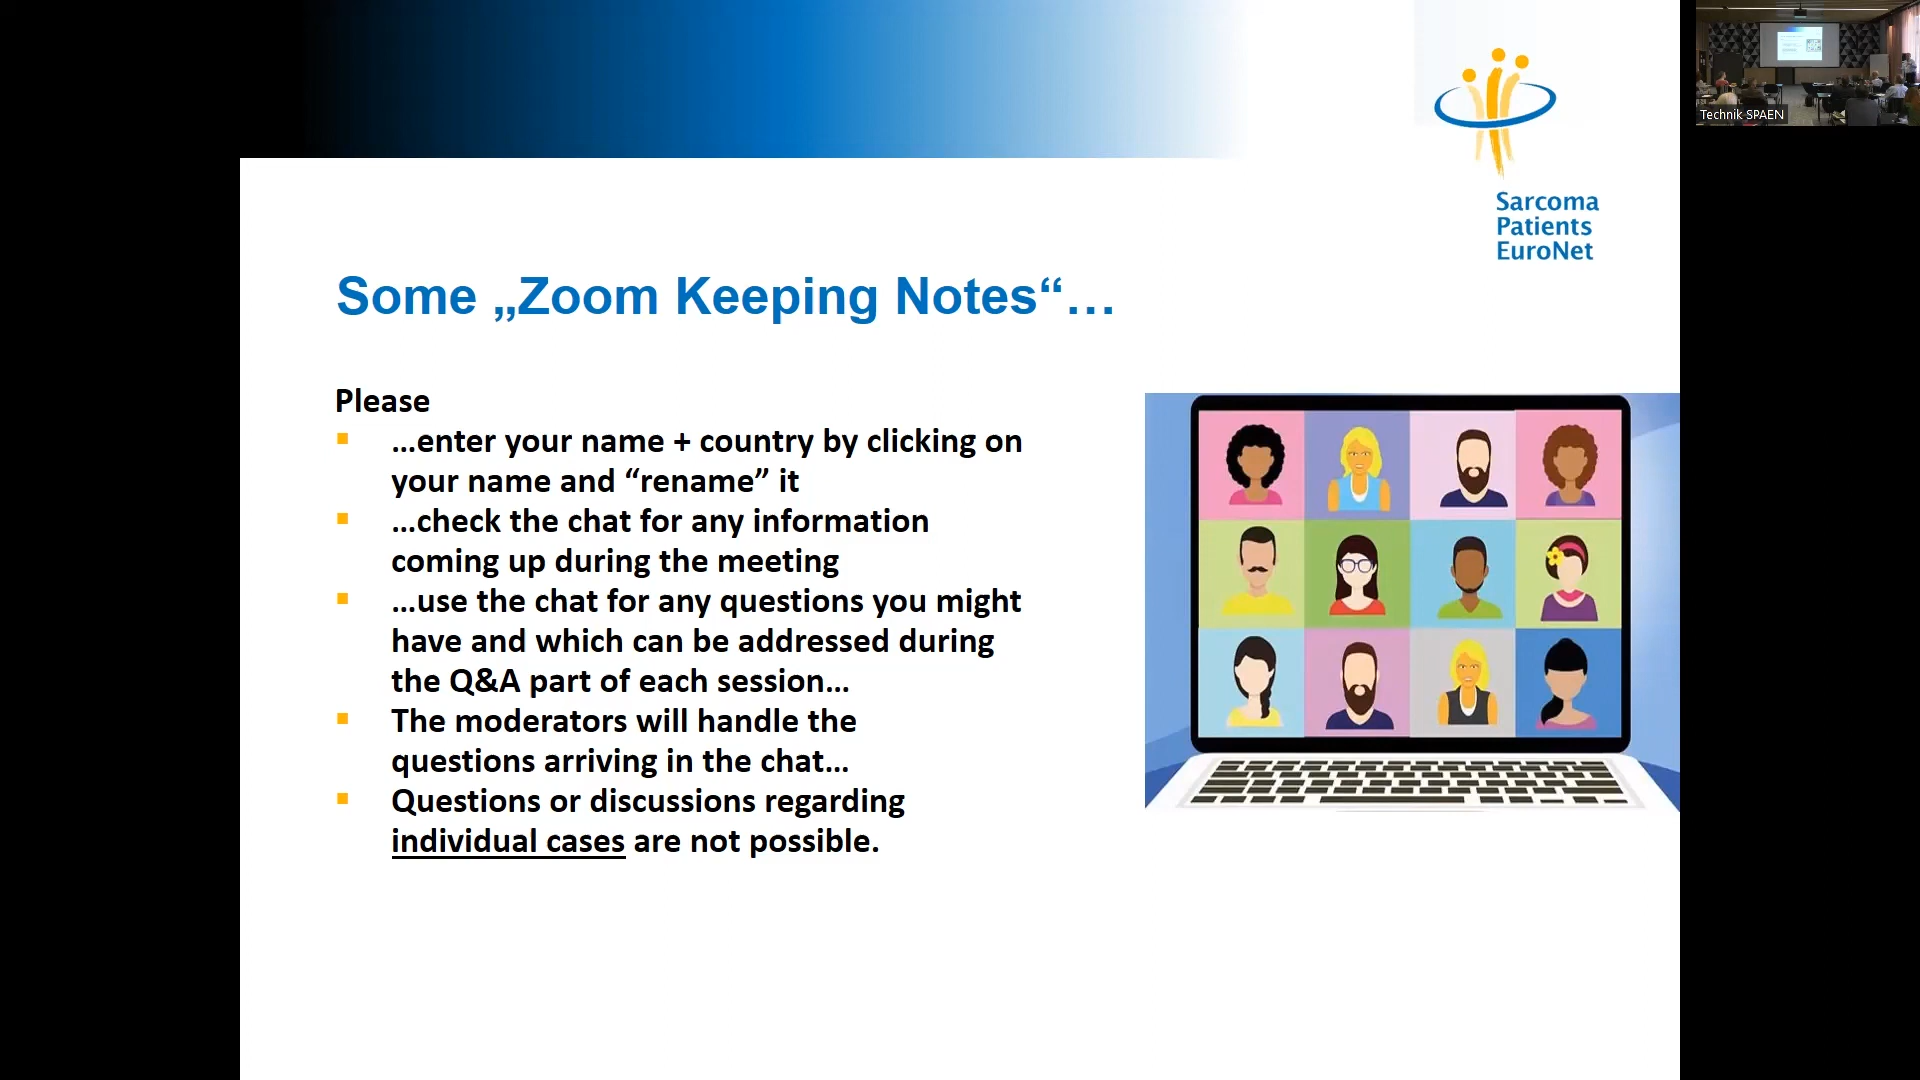 Technik SPAEN
Sarcoma
Patients
EuroNet
Some „Zoom Keeping Notes“…
Please
…enter your name + country by clicking on
your name and “rename” it
…check the chat for any information
coming up during the meeting
…use the chat for any questions you might
have and which can be addressed during
the Q&A part of each session…
The moderators will handle the
questions arriving in the chat…
Questions or discussions regarding
individual cases are not possible.